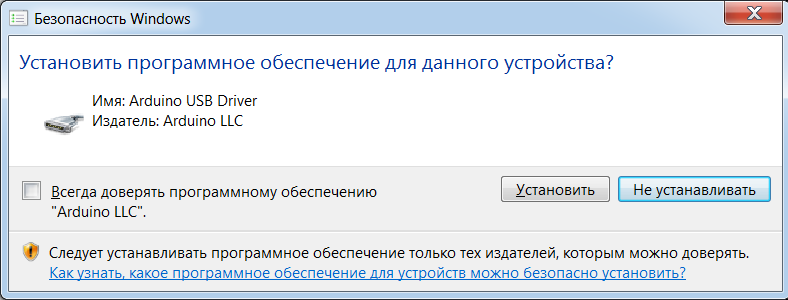 Безопасность Windows
Установить программное обеспечение для данного устройства?
Имя: Arduino USB Driver
Издатель: Arduino LLC
Всегда доверять программному обеспечению
"Arduino LLC".
Установить
Не устанавливать
Следует устанавливать программное обеспечение только тех издателей, которым можно доверять.
Как узнать, какое программное обеспечение для устройств можно безопасно установить?